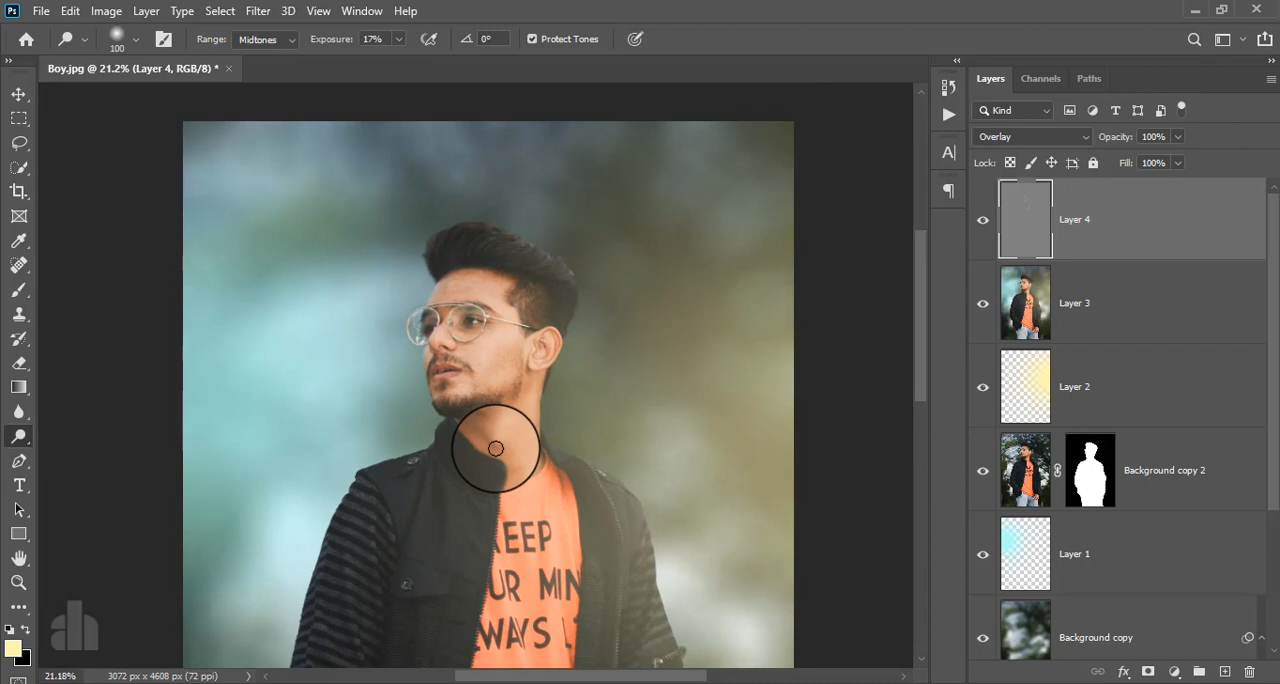 Ps File Edit Image Layer Type Select Filter 3D View Window Help
100 Range: Midtones Exposure: 17% 0° Protect Tones
Boy.jpg @ 21.2% (Layer 4, RGB/8) * ×
Layers Channels Paths
Kind
Overlay Opacity: 100%
Lock: Fill: 100%
Layer 4
Layer 3
Layer 2
Background copy 2
Layer 1
Background copy
KEEP
UR MIN
WAYS
ah
21.18% 3072 px x 4608 px (72 ppi)